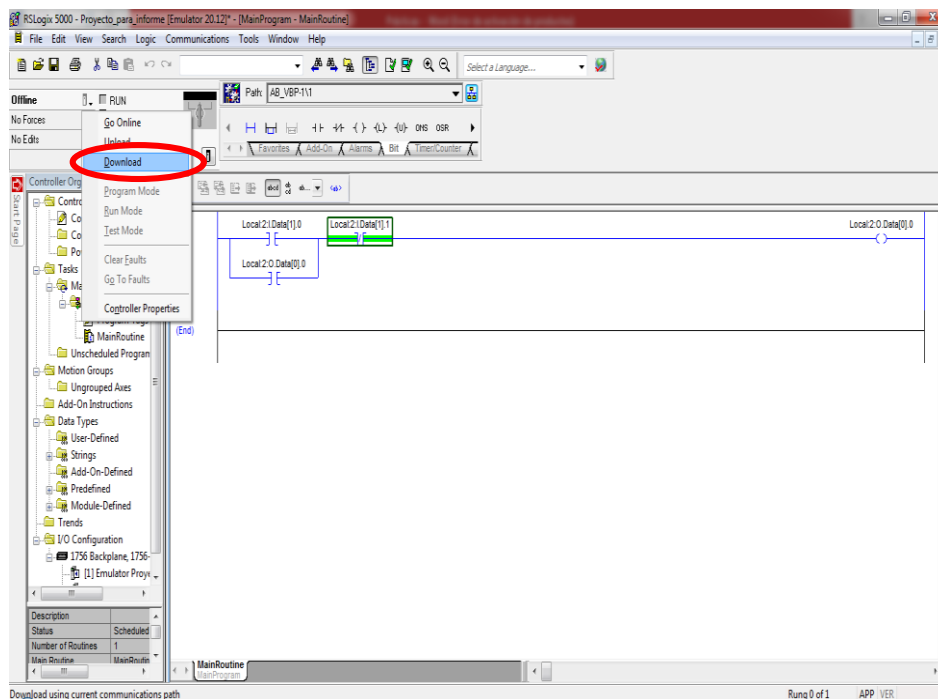 RSLogix 5000 - Proyecto_para_informe [Emulator 20.12]* - [MainProgram - MainRoutine]
File Edit View Search Logic Communications Tools Window Help
Select a Language...
Offline
RUN
No Forces
No Edits
Path: AB_VBP-1\1
ONS OSR
Favorites Add-On Alarms Bit Timer/Counter
Go Online
Upload
Download
Program Mode
Run Mode
Test Mode
Clear Faults
Go To Faults
Controller Properties
Start Page
Controller Org
Contro
Co
Co
Po
Tasks
Ma
MainRoutine
Unscheduled Program
Motion Groups
Ungrouped Axes
Add-On Instructions
Data Types
User-Defined
Strings
Add-On-Defined
Predefined
Module-Defined
Trends
I/O Configuration
1756 Backplane, 1756-
[1] Emulator Proye
Description
Status Scheduled
Number of Routines 1
Main Routine MainRoutin
Local:2:I.Data[1].0
Local:2:I.Data[1].1
Local:2:O.Data[0].0
Local:2:O.Data[0].0
(End)
MainRoutine
MainProgram
Download using current communications path
Rung 0 of 1 APP VER